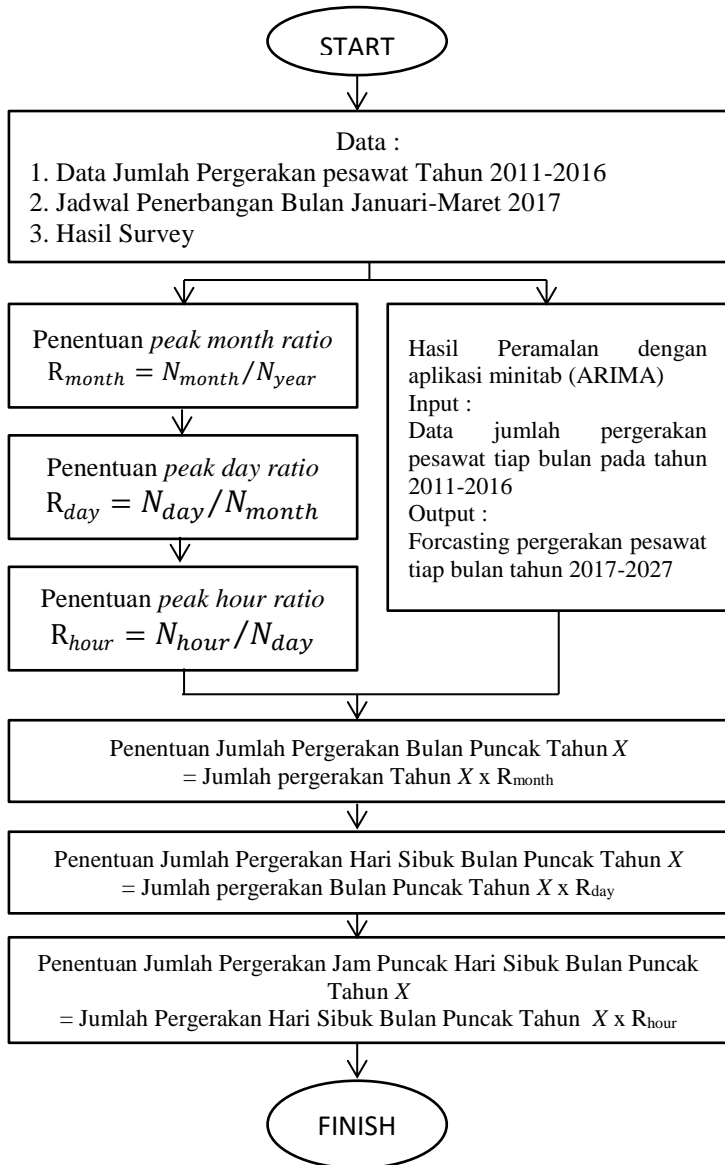 START
Data :
1. Data Jumlah Pergerakan pesawat Tahun 2011-2016
2. Jadwal Penerbangan Bulan Januari-Maret 2017
3. Hasil Survey
Penentuan peak month ratio
R_month = N_month/N_year
Penentuan peak day ratio
R_day = N_day/N_month
Penentuan peak hour ratio
R_hour = N_hour/N_day
Hasil Peramalan dengan
aplikasi minitab (ARIMA)
Input :
Data jumlah pergerakan
pesawat tiap bulan pada tahun
2011-2016
Output :
Forcasting pergerakan pesawat
tiap bulan tahun 2017-2027
Penentuan Jumlah Pergerakan Bulan Puncak Tahun X
= Jumlah pergerakan Tahun X x R_month
Penentuan Jumlah Pergerakan Hari Sibuk Bulan Puncak Tahun X
= Jumlah pergerakan Bulan Puncak Tahun X x R_day
Penentuan Jumlah Pergerakan Jam Puncak Hari Sibuk Bulan Puncak
Tahun X
= Jumlah Pergerakan Hari Sibuk Bulan Puncak Tahun X x R_hour
FINISH